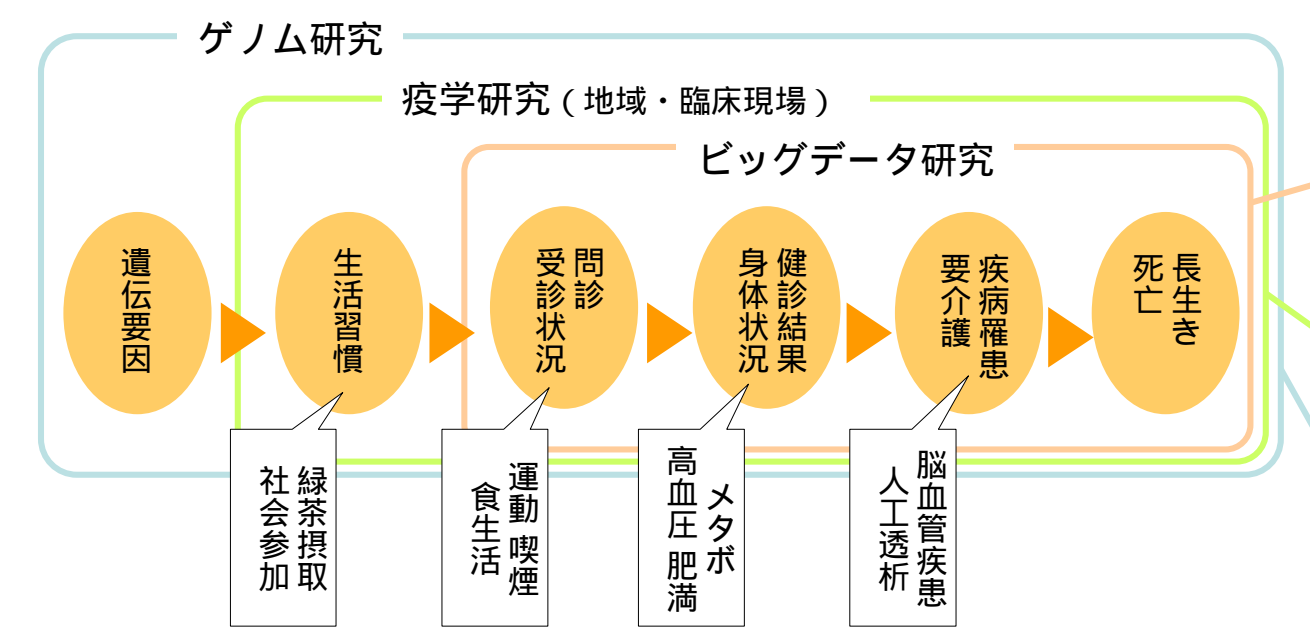 ゲノム研究
疫学研究(地域・臨床現場)
ビッグデータ研究
遺伝要因
生活習慣
問診
受診状況
健診結果
身体状況
疾病罹患
要介護
長生き
死亡
緑茶摂取
社会参加
運動 喫煙
食生活
メタボ
高血圧 肥満
脳血管疾患
人工透析